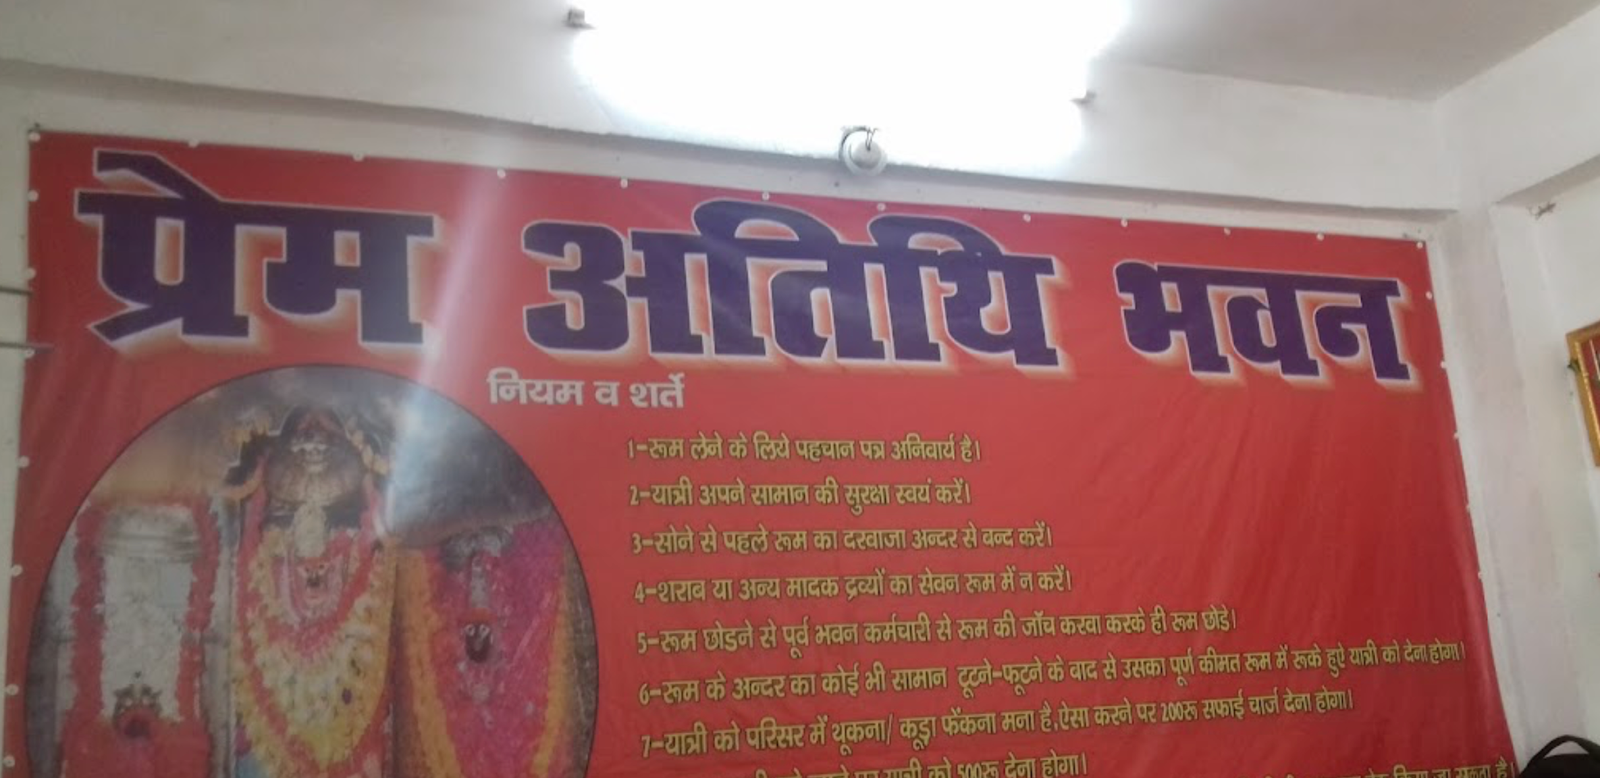 प्रेम अतिथि भवन
नियम व शर्ते
1-रूम लेने के लिये पहचान पत्र अनिवार्य है।
2-यात्री अपने सामान की सुरक्षा स्वयं करें।
3-सोने से पहले रूम का दरवाजा अन्दर से बन्द करें।
4-शराब या अन्य मादक द्रव्यों का सेवन रूम में न करें।
5-रूम छोडने से पूर्व भवन कर्मचारी से रूम की जॉच करवा करके ही रूम छोडे।
6-रूम के अन्दर का कोई भी सामान टूटने-फूटने के बाद से उसका पूर्ण कीमत रूम में रूके हुऐ यात्री को देना होगा।
7-यात्री को परिसर में थूकना/ कूड़ा फेंकना मना है,ऐसा करने पर 200रू सफाई चार्ज देना होगा।
पर यात्री को 500रू देना होगा।